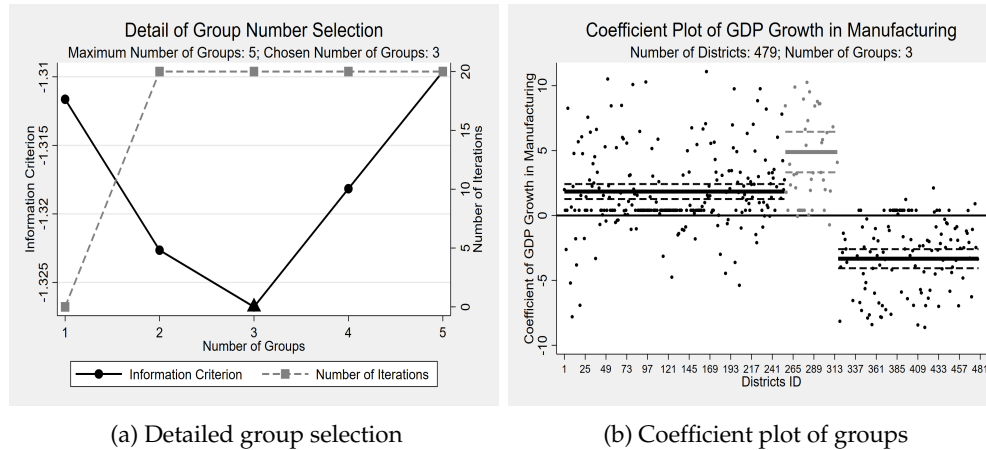 Detail of Group Number Selection
Maximum Number of Groups: 5; Chosen Number of Groups: 3
Information Criterion
-1.31
-1.315
-1.32
-1.325
20
15
10
5
0
Number of Iterations
1 2 3 4 5
Number of Groups
Information Criterion Number of Iterations
(a) Detailed group selection
Coefficient Plot of GDP Growth in Manufacturing
Number of Districts: 479; Number of Groups: 3
Coefficient of GDP Growth in Manufacturing
10
5
0
-5
-10
1 25 49 73 97 121 145 169 193 217 241 265 289 313 337 361 385 409 433 457 481
Districts ID
(b) Coefficient plot of groups